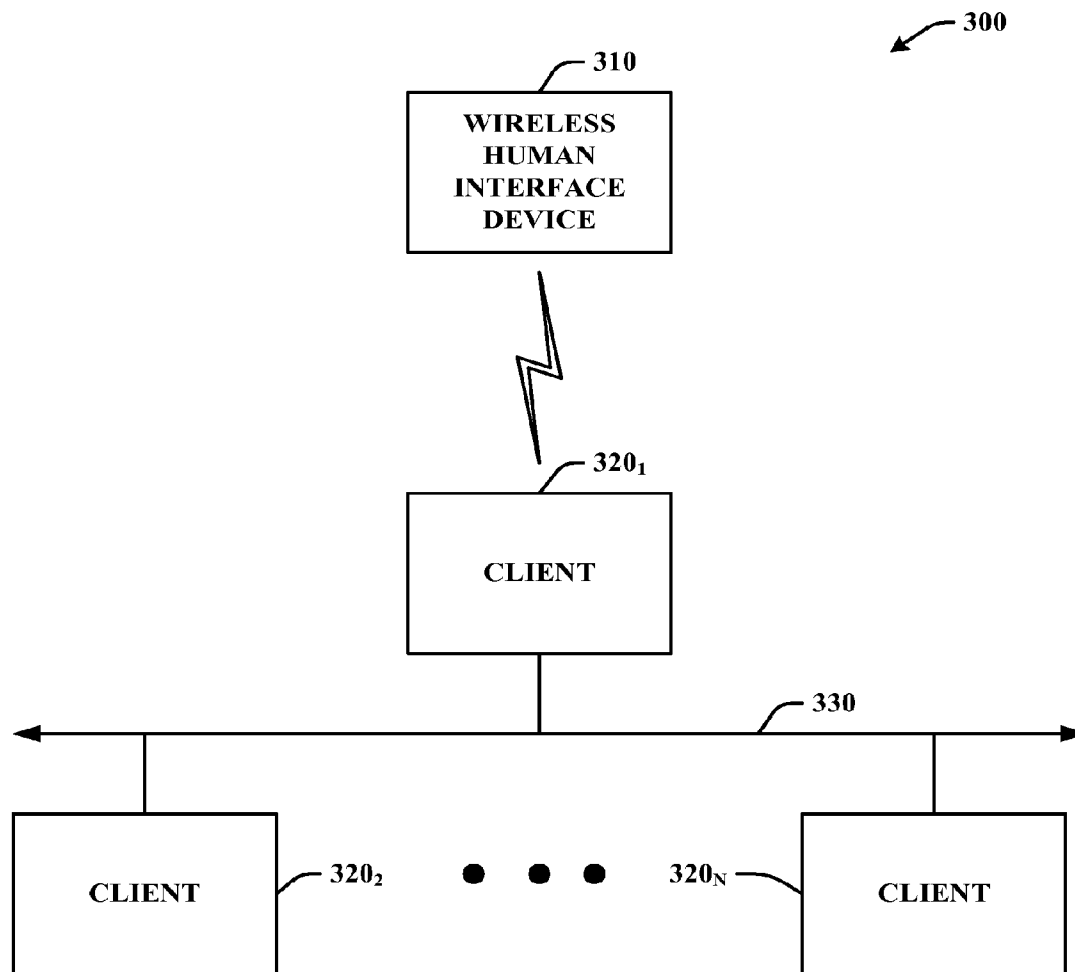 300
310
WIRELESS
HUMAN
INTERFACE
DEVICE
320₁
CLIENT
330
CLIENT
320₂
320ₙ
CLIENT